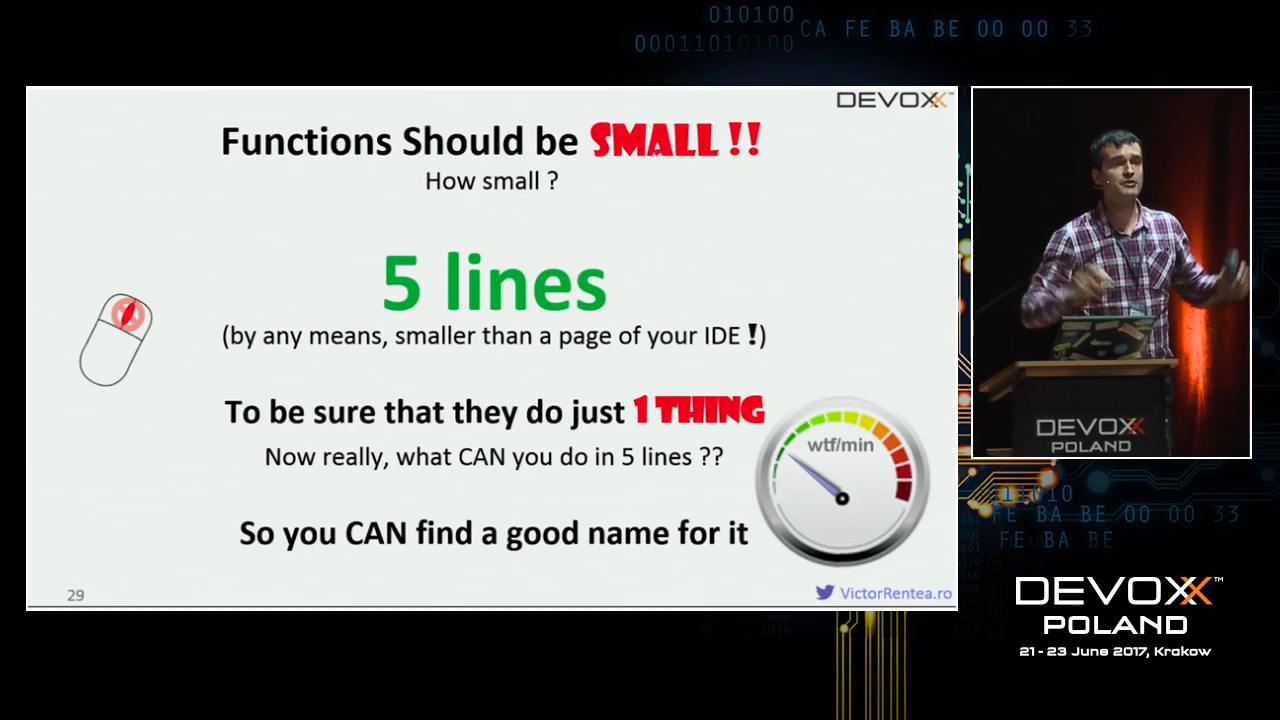 010100
00011010100
CA FE BA BE 00 00 33
DEVOXX™
Functions Should be SMALL !!
How small ?
5 lines
(by any means, smaller than a page of your IDE !)
To be sure that they do just 1 THING
Now really, what CAN you do in 5 lines ??
So you CAN find a good name for it
wtf/min
29
VictorRentea.ro
DEVOXX
POLAND
011010
FE BA BE 00 00 33
FE BA BE
DEVOXX™
POLAND
21 - 23 June 2017, Krakow